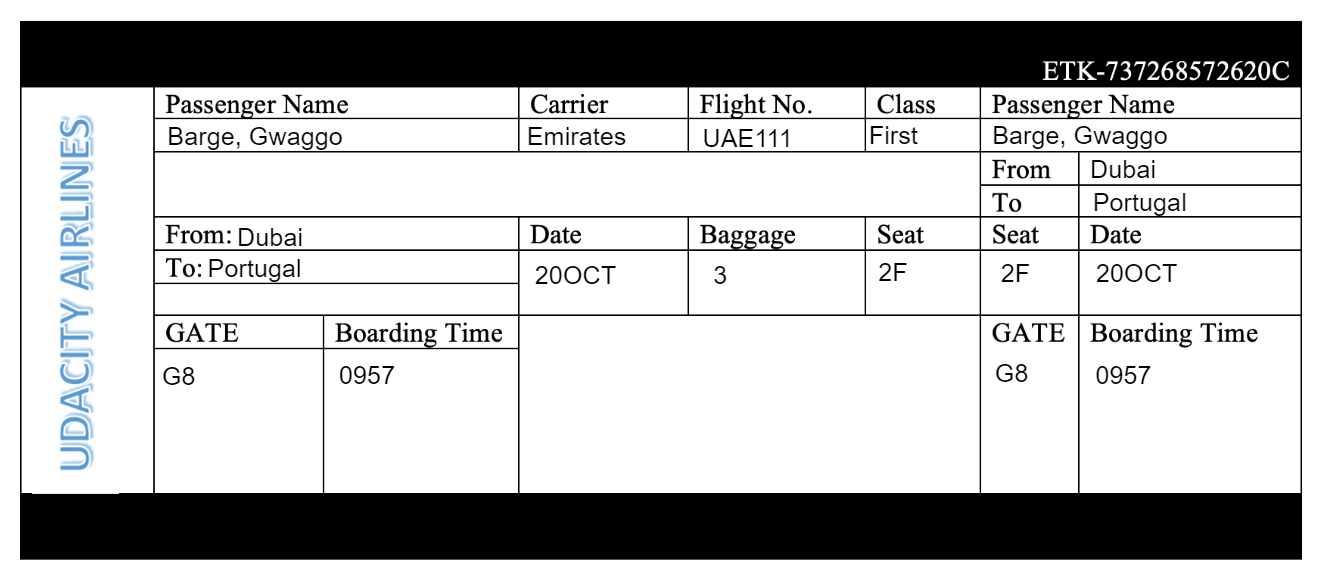 ETK-737268572620C
UDACITY AIRLINES
Passenger Name Carrier Flight No. Class Passenger Name
Barge, Gwaggo Emirates UAE111 First Barge, Gwaggo
From Dubai
To Portugal
From: Dubai Date Baggage Seat Seat Date
To: Portugal 20OCT 3 2F 2F 20OCT
GATE Boarding Time GATE Boarding Time
G8 0957 G8 0957